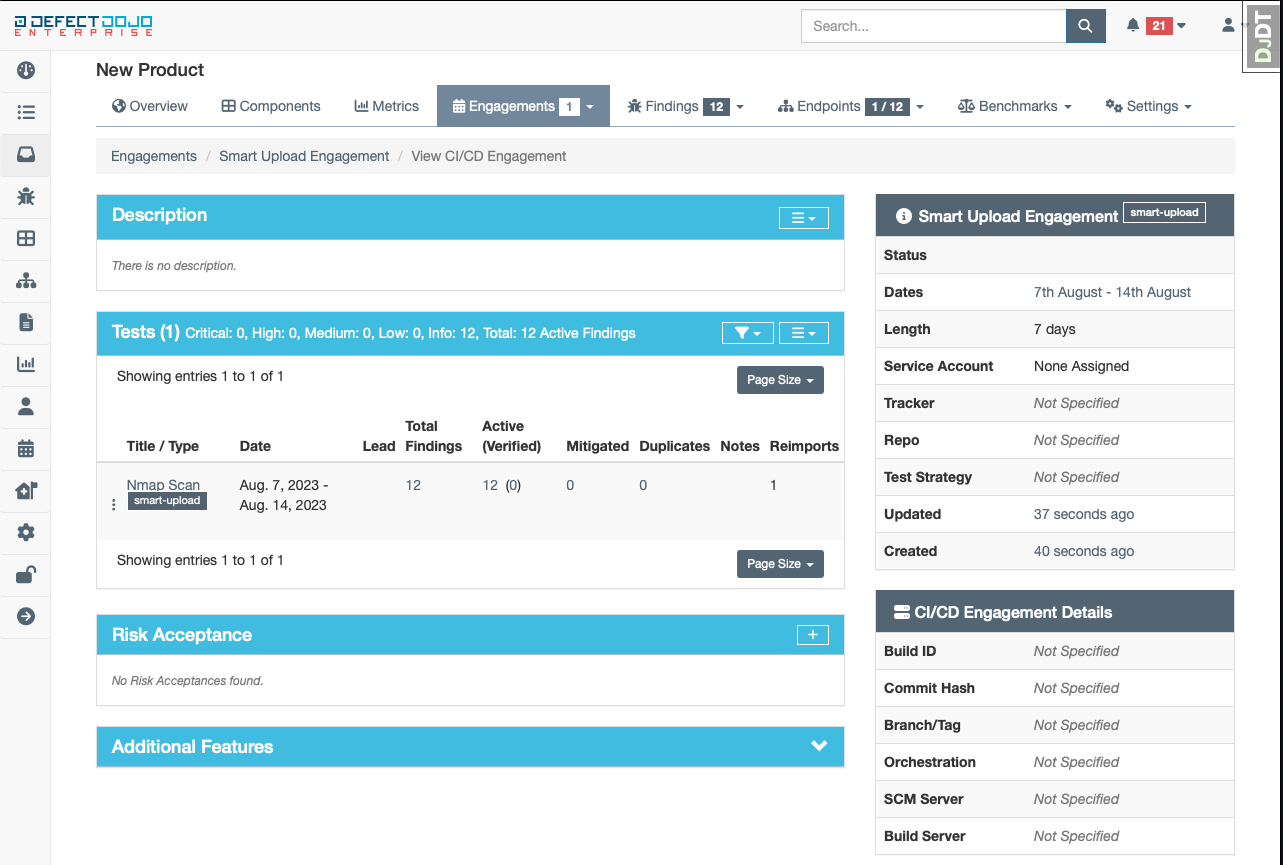 DEFECTDOJO
ENTERPRISE
Search...
21
DJDT
New Product
Overview
Components
Metrics
Engagements 1
Findings 12
Endpoints 1 / 12
Benchmarks
Settings
Engagements / Smart Upload Engagement / View CI/CD Engagement
Description
There is no description.
Tests (1) Critical: 0, High: 0, Medium: 0, Low: 0, Info: 12, Total: 12 Active Findings
Showing entries 1 to 1 of 1
Page Size
Title / Type Date Lead Total Findings Active (Verified) Mitigated Duplicates Notes Reimports
Nmap Scan Aug. 7, 2023 - 12 12 (0) 0 0 1
smart-upload Aug. 14, 2023
Showing entries 1 to 1 of 1
Page Size
Risk Acceptance
No Risk Acceptances found.
Additional Features
Smart Upload Engagement smart-upload
Status
Dates 7th August - 14th August
Length 7 days
Service Account None Assigned
Tracker Not Specified
Repo Not Specified
Test Strategy Not Specified
Updated 37 seconds ago
Created 40 seconds ago
CI/CD Engagement Details
Build ID Not Specified
Commit Hash Not Specified
Branch/Tag Not Specified
Orchestration Not Specified
SCM Server Not Specified
Build Server Not Specified